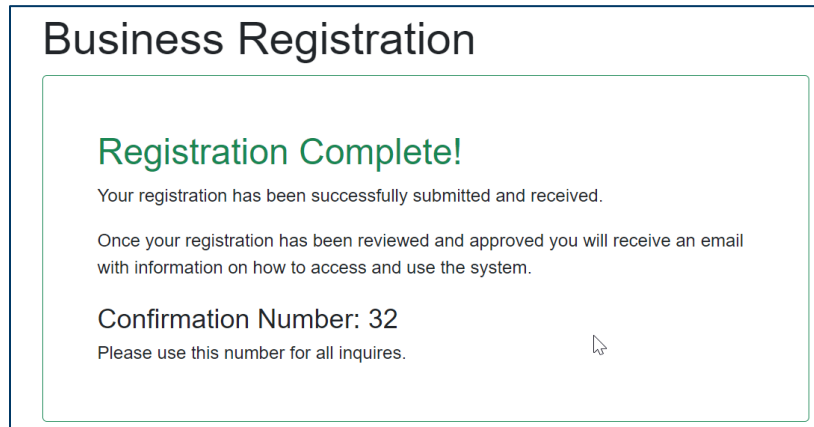 Business Registration
Registration Complete!
Your registration has been successfully submitted and received.
Once your registration has been reviewed and approved you will receive an email
with information on how to access and use the system.
Confirmation Number: 32
Please use this number for all inquires.